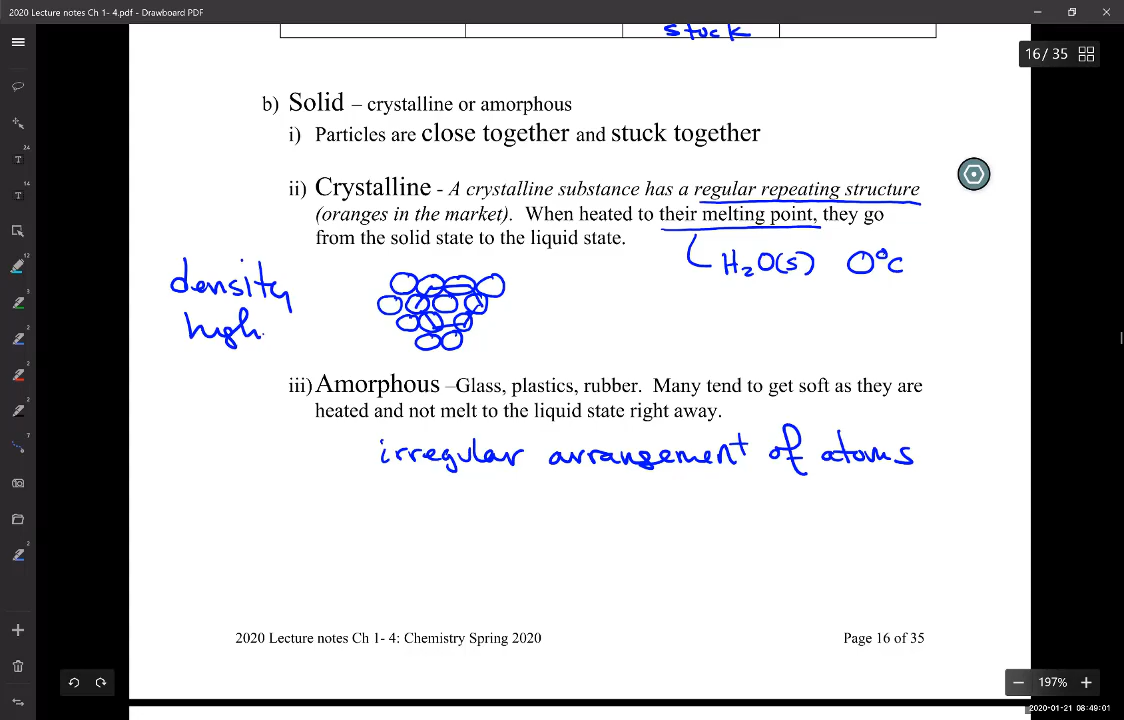 2020 Lecture notes Ch 1- 4.pdf - Drawboard PDF
stuck
16 / 35
b) Solid – crystalline or amorphous
i) Particles are close together and stuck together
ii) Crystalline - A crystalline substance has a regular repeating structure
(oranges in the market). When heated to their melting point, they go
from the solid state to the liquid state.
H₂O(s) 0°C
density
high
iii) Amorphous –Glass, plastics, rubber. Many tend to get soft as they are
heated and not melt to the liquid state right away.
irregular arrangement of atoms
2020 Lecture notes Ch 1- 4: Chemistry Spring 2020
Page 16 of 35
197%
2020-01-21 08:49:01